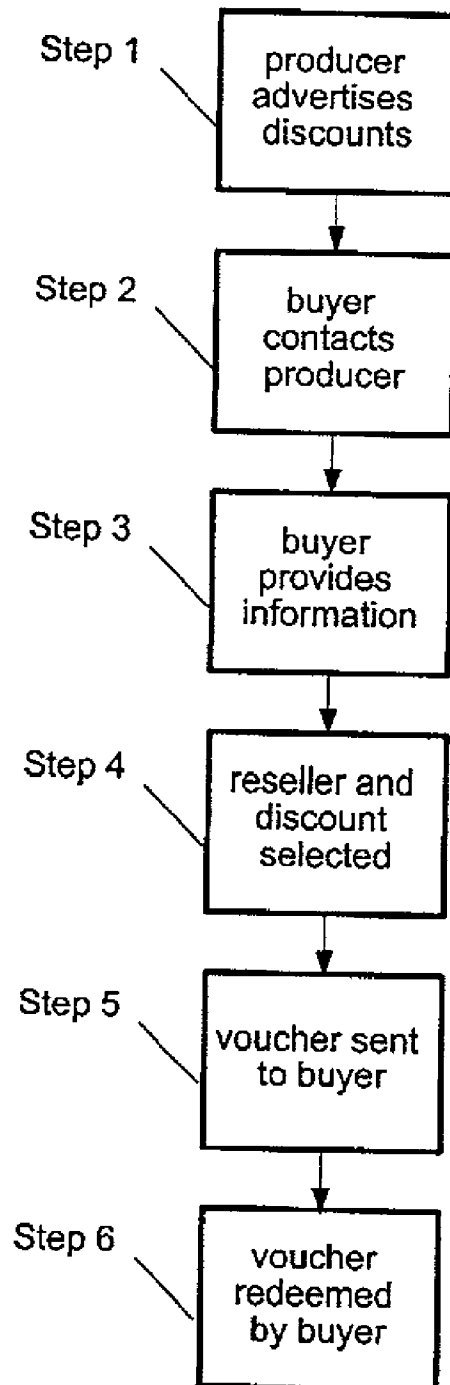 Step 1
producer
advertises
discounts
Step 2
buyer
contacts
producer
Step 3
buyer
provides
information
Step 4
reseller and
discount
selected
Step 5
voucher sent
to buyer
Step 6
voucher
redeemed
by buyer